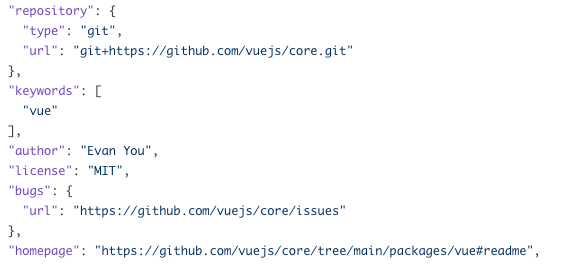 "repository": {
"type": "git",
"url": "git+https://github.com/vuejs/core.git"
},
"keywords": [
"vue"
],
"author": "Evan You",
"license": "MIT",
"bugs": {
"url": "https://github.com/vuejs/core/issues"
},
"homepage": "https://github.com/vuejs/core/tree/main/packages/vue#readme",